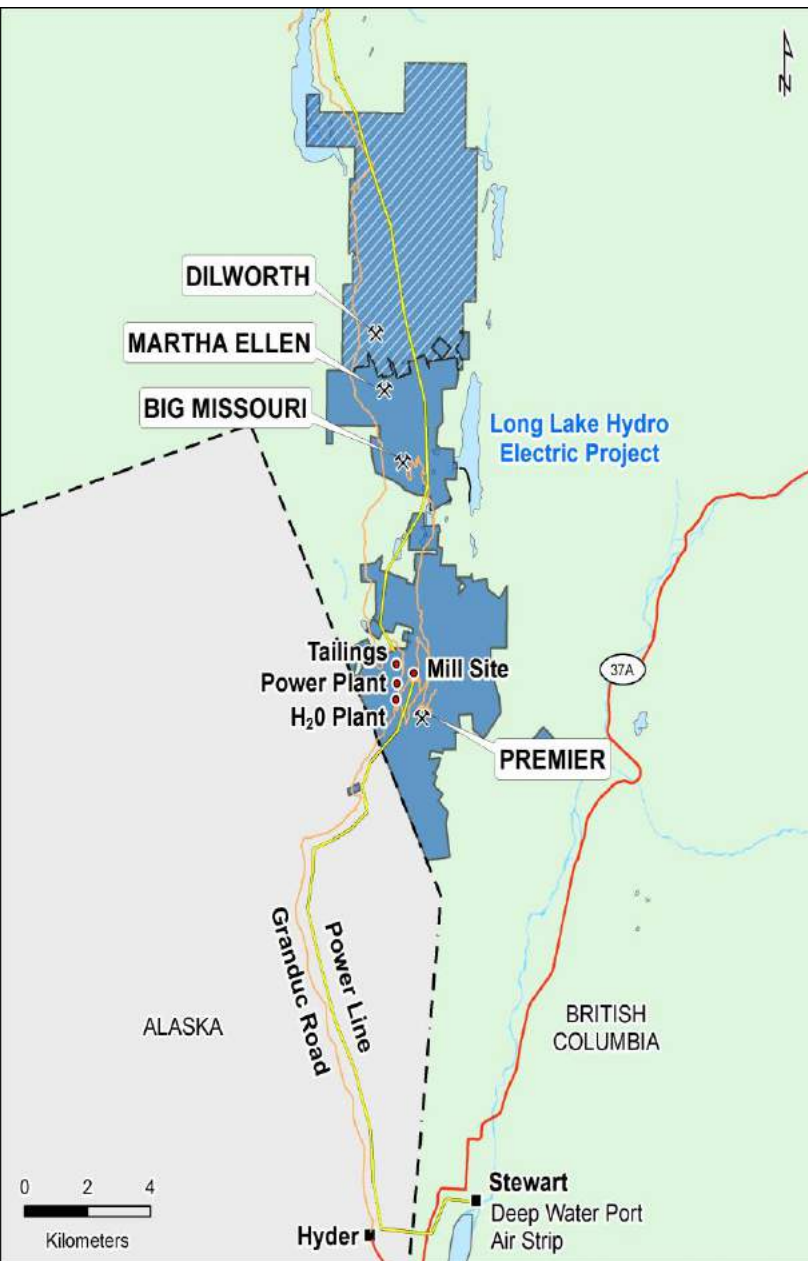 N
DILWORTH
MARTHA ELLEN
BIG MISSOURI
Long Lake Hydro
Electric Project
Tailings
Mill Site
37A
Power Plant
H₂0 Plant
PREMIER
Power Line
Granduc Road
ALASKA
BRITISH
COLUMBIA
0 2 4
Kilometers
Stewart
Deep Water Port
Air Strip
Hyder